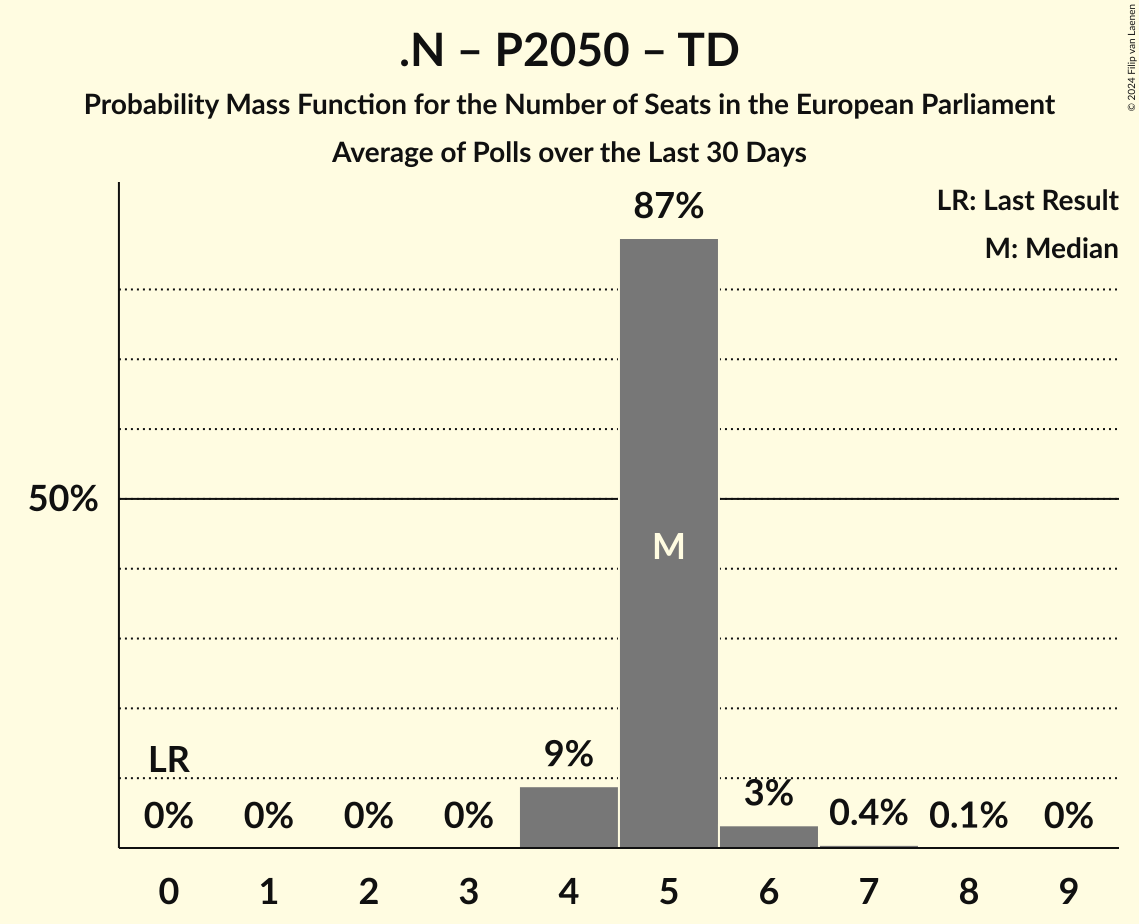 .N – P2050 – TD
Probability Mass Function for the Number of Seats in the European Parliament
Average of Polls over the Last 30 Days
© 2024 Filip van Laenen
LR: Last Result
M: Median
87%
50%
M
LR
9%
0% 0% 0% 0% 3% 0.4% 0.1% 0%
0 1 2 3 4 5 6 7 8 9